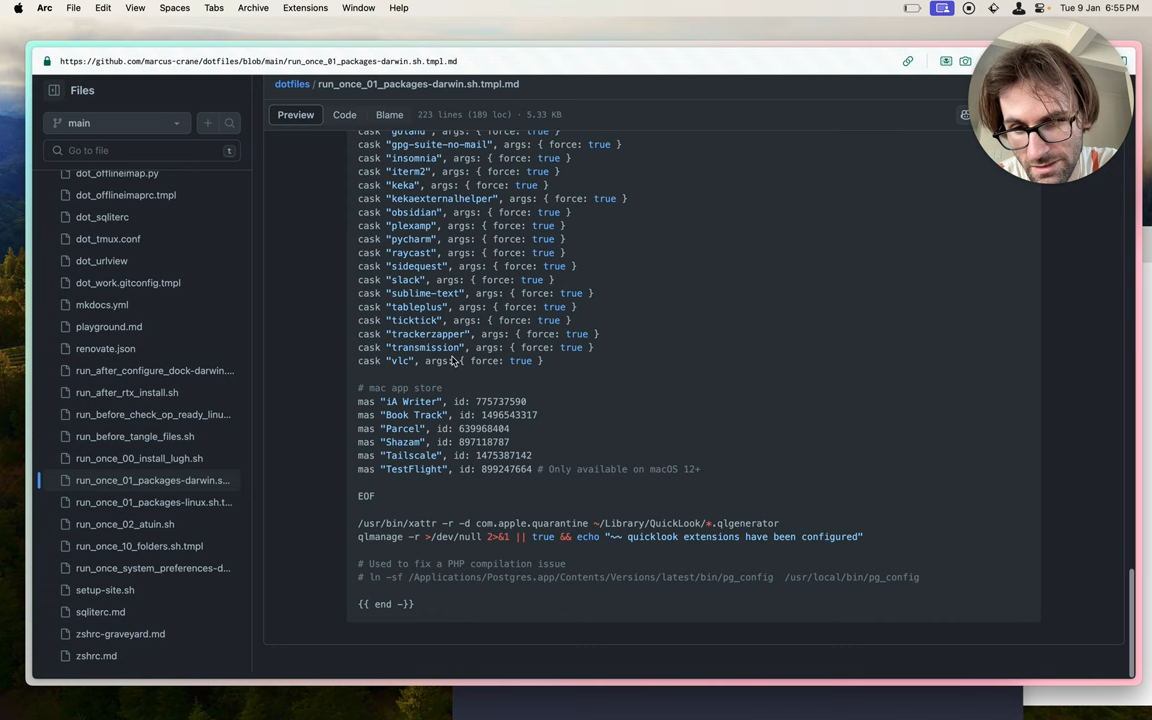 Arc File Edit View Spaces Tabs Archive Extensions Window Help
Tue 9 Jan 6:55PM
https://github.com/marcus-crane/dotfiles/blob/main/run_once_01_packages-darwin.sh.tmpl.md
Files
main
Go to file
t
dot_offlineimap.py
dot_offlineimaprc.tmpl
dot_sqliterc
dot_tmux.conf
dot_urlview
dot_work.gitconfig.tmpl
mkdocs.yml
playground.md
renovate.json
run_after_configure_dock-darwin....
run_after_rtx_install.sh
run_before_check_op_ready_linu...
run_before_tangle_files.sh
run_once_00_install_lugh.sh
run_once_01_packages-darwin.s...
run_once_01_packages-linux.sh.t...
run_once_02_atuin.sh
run_once_10_folders.sh.tmpl
run_once_system_preferences-d...
setup-site.sh
sqliterc.md
zshrc-graveyard.md
zshrc.md
dotfiles / run_once_01_packages-darwin.sh.tmpl.md
Preview Code Blame 223 lines (189 loc) · 5.33 KB
cask "goland", args: { force: true }
cask "gpg-suite-no-mail", args: { force: true }
cask "insomnia", args: { force: true }
cask "iterm2", args: { force: true }
cask "keka", args: { force: true }
cask "kekaexternalhelper", args: { force: true }
cask "obsidian", args: { force: true }
cask "plexamp", args: { force: true }
cask "pycharm", args: { force: true }
cask "raycast", args: { force: true }
cask "sidequest", args: { force: true }
cask "slack", args: { force: true }
cask "sublime-text", args: { force: true }
cask "tableplus", args: { force: true }
cask "ticktick", args: { force: true }
cask "trackerzapper", args: { force: true }
cask "transmission", args: { force: true }
cask "vlc", args: { force: true }
# mac app store
mas "iA Writer", id: 775737590
mas "Book Track", id: 1496543317
mas "Parcel", id: 639968404
mas "Shazam", id: 897118787
mas "Tailscale", id: 1475387142
mas "TestFlight", id: 899247664 # Only available on macOS 12+
EOF
/usr/bin/xattr -r -d com.apple.quarantine ~/Library/QuickLook/*.qlgenerator
qlmanage -r >/dev/null 2>&1 || true && echo "~~ quicklook extensions have been configured"
# Used to fix a PHP compilation issue
# ln -sf /Applications/Postgres.app/Contents/Versions/latest/bin/pg_config /usr/local/bin/pg_config
{{ end -}}